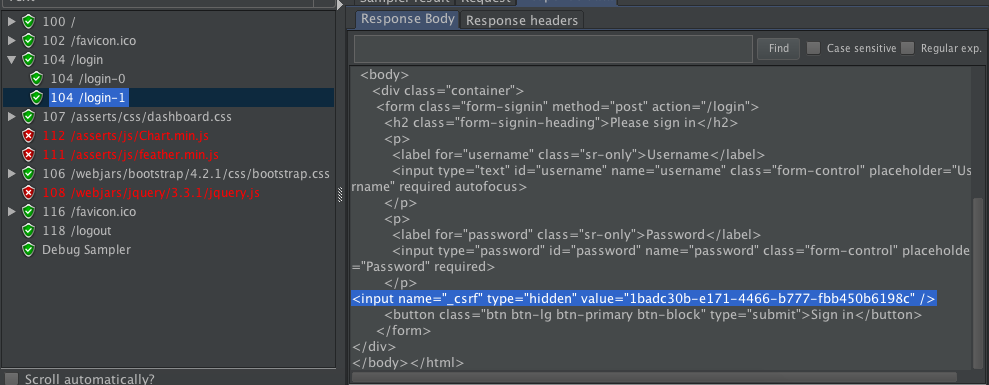 Response Body
Response headers
Find
Case sensitive
Regular exp.
100 /
102 /favicon.ico
104 /login
104 /login-0
104 /login-1
107 /asserts/css/dashboard.css
112 /asserts/js/Chart.min.js
111 /asserts/js/feather.min.js
106 /webjars/bootstrap/4.2.1/css/bootstrap.css
108 /webjars/jquery/3.3.1/jquery.js
116 /favicon.ico
118 /logout
Debug Sampler
Scroll automatically?
<body>
<div class="container">
<form class="form-signin" method="post" action="/login">
<h2 class="form-signin-heading">Please sign in</h2>
<p>
<label for="username" class="sr-only">Username</label>
<input type="text" id="username" name="username" class="form-control" placeholder="Use
rname" required autofocus>
</p>
<p>
<label for="password" class="sr-only">Password</label>
<input type="password" id="password" name="password" class="form-control" placeholder
="Password" required>
</p>
<input name="_csrf" type="hidden" value="1badc30b-e171-4466-b777-fbb450b6198c" />
<button class="btn btn-lg btn-primary btn-block" type="submit">Sign in</button>
</form>
</div>
</body></html>